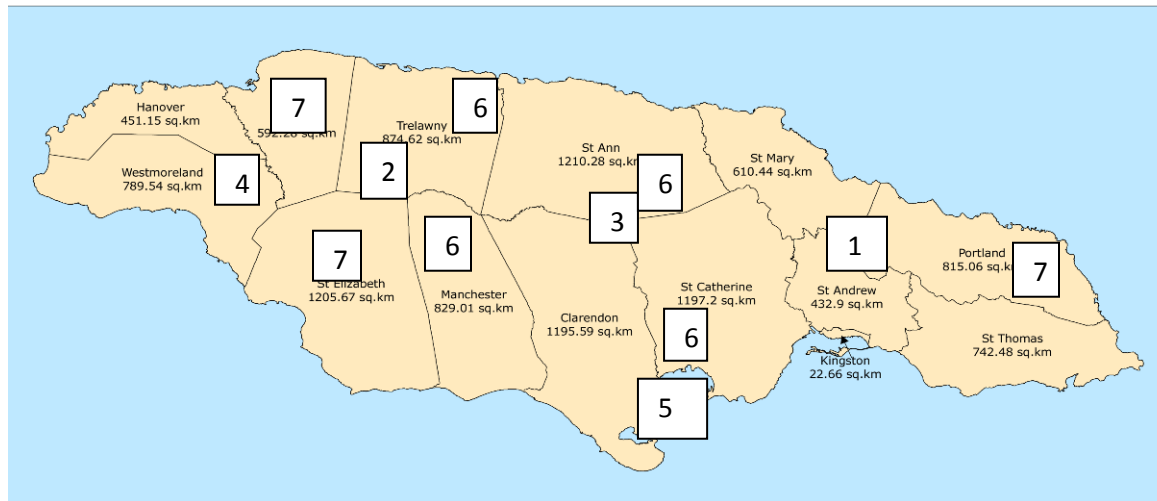 7
6
Hanover
451.15 sq.km
Trelawny
874.62 sq.km
sq.km
St Ann
1210.28
St Mary
610.44 sq.km
Westmoreland
789.54 sq.km
4
2
6
3
7
6
1
Portland
815.06
7
St Elizabeth
1205.67 sq.km
Manchester
829.01 sq.km
St Catherine
1197.2 sq.km
St Andrew
432.9 sq.km
Clarendon
1195.59 sq.km
6
St Thomas
742.48 sq.km
Kingston
22.66 sq.km
5